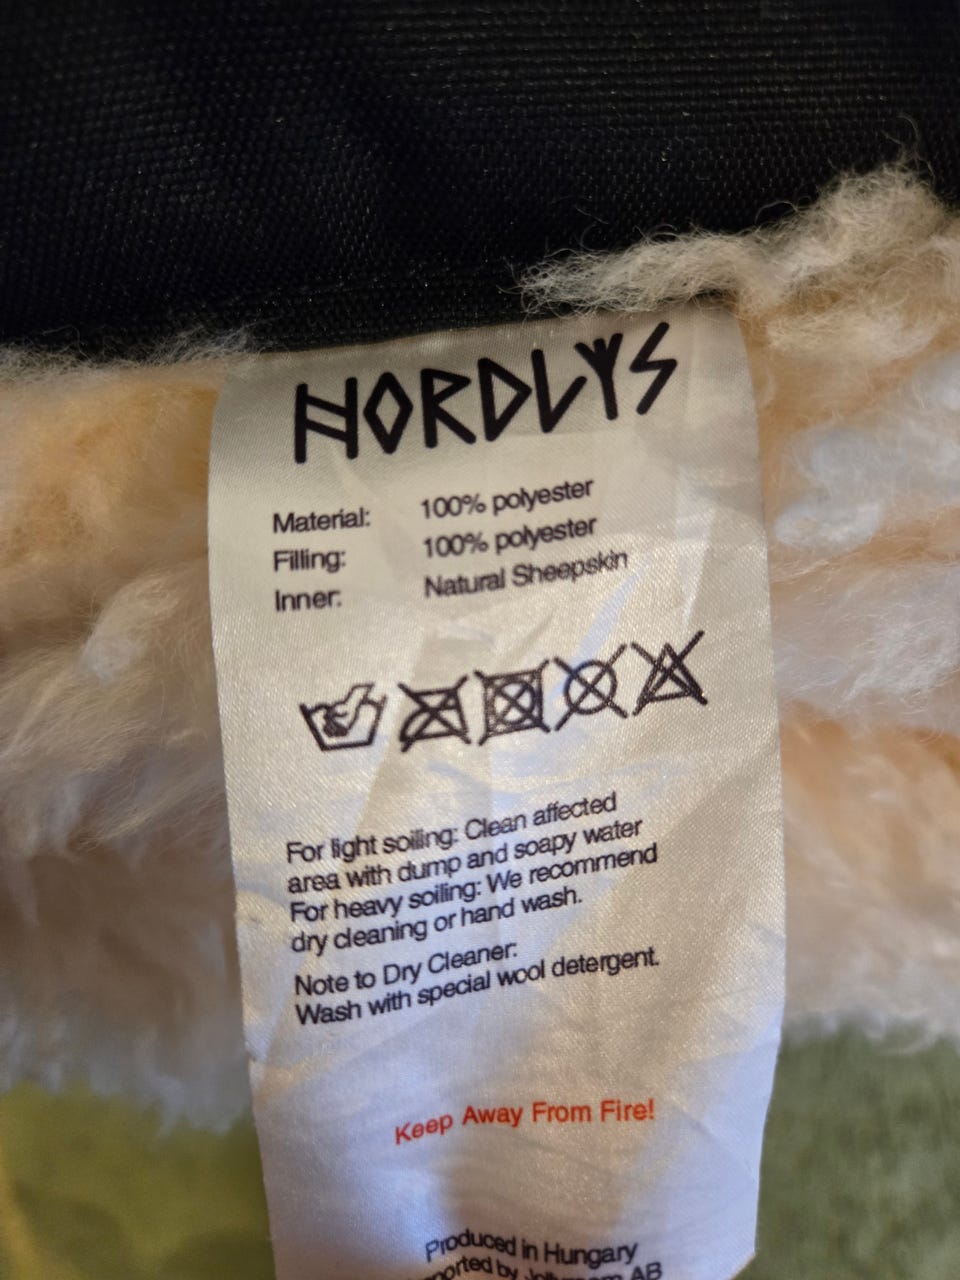 NORDLYS
Material: 100% polyester
Filling: 100% polyester
Inner: Natural Sheepskin
For light soiling: Clean affected
area with dump and soapy water
For heavy soiling: We recommend
dry cleaning or hand wash.
Note to Dry Cleaner:
Wash with special wool detergent.
Keep Away From Fire!
Produced in Hungary
by AB